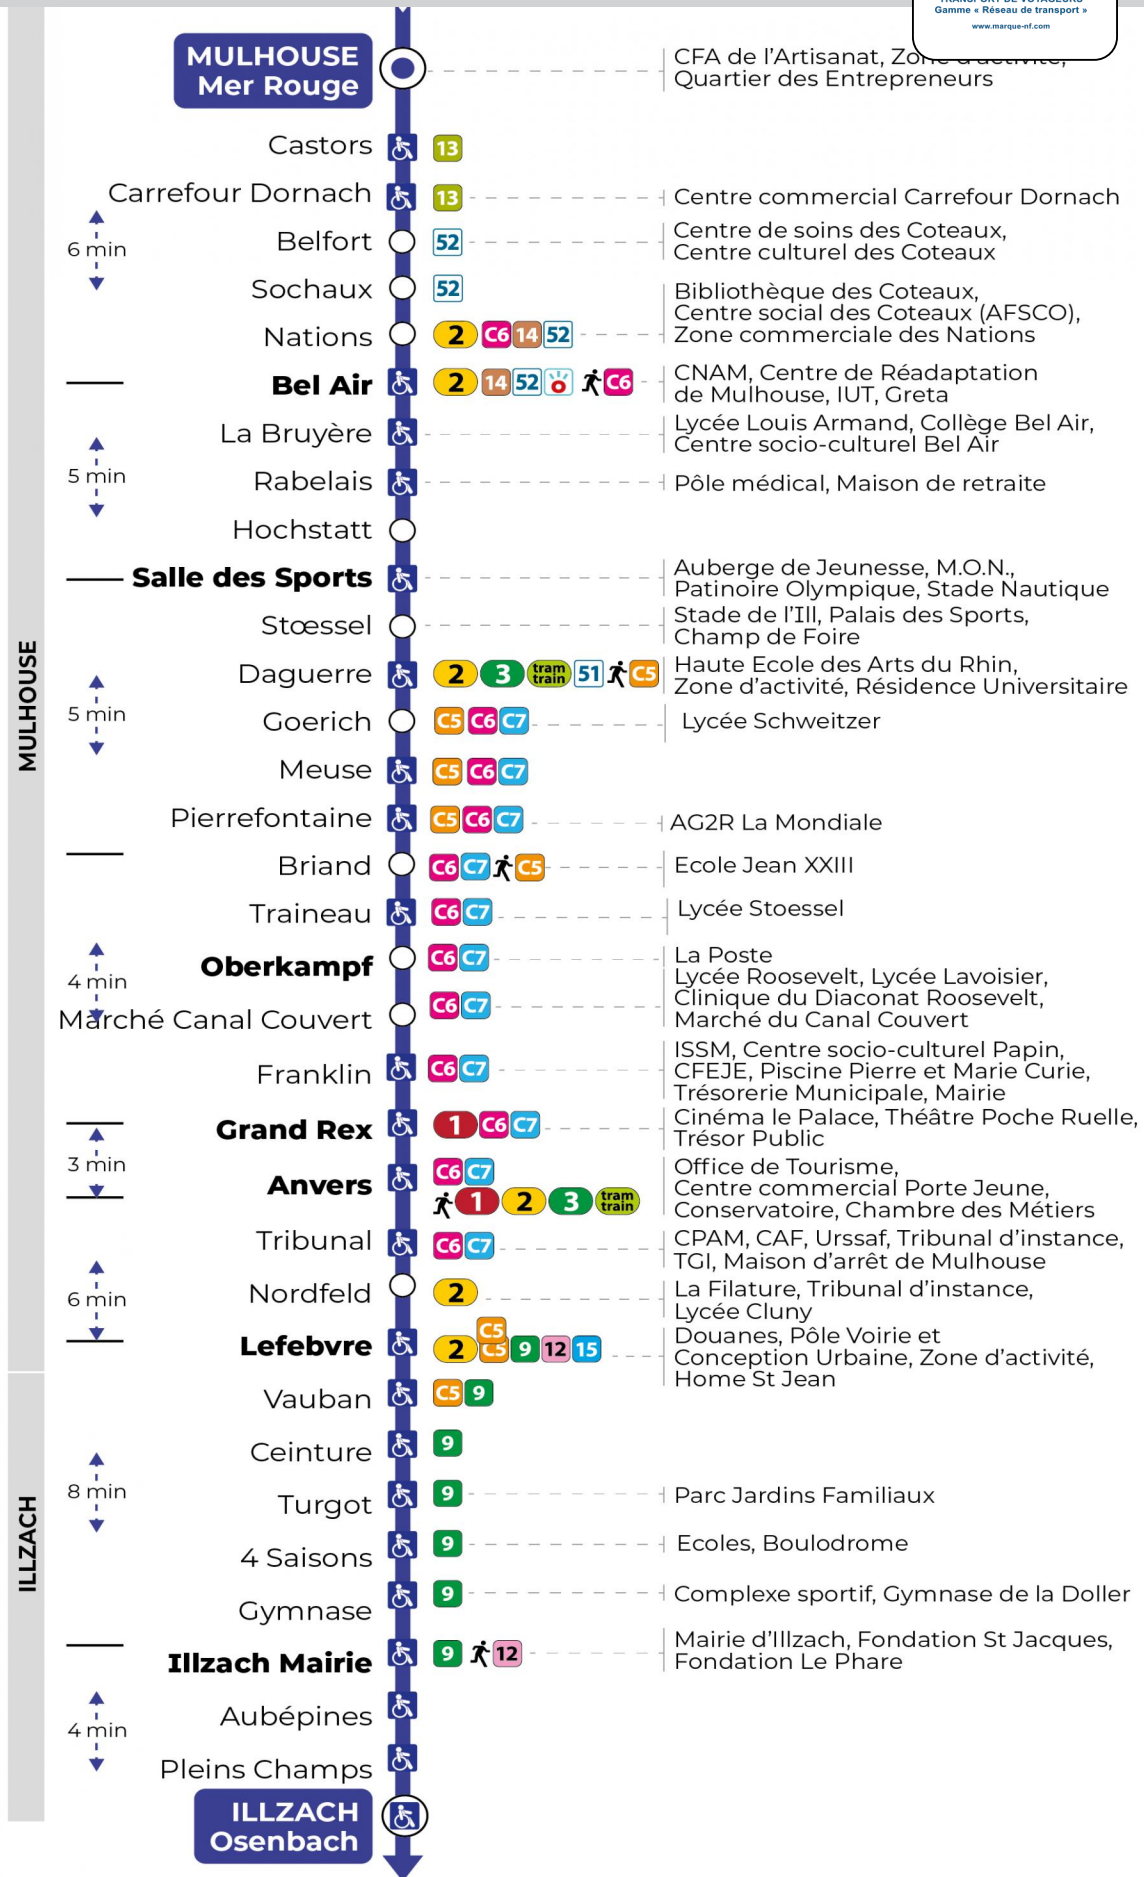 TRANSPORT DE VOYAGEURS
Gamme « Réseau de transport »
www.marque-nf.com
MULHOUSE
Mer Rouge
CFA de l’Artisanat, Zone d’activité,
Quartier des Entrepreneurs
Castors 13
Carrefour Dornach 13 Centre commercial Carrefour Dornach
6 min
Belfort 52 Centre de soins des Coteaux,
Centre culturel des Coteaux
Sochaux 52
Nations 2 C6 14 52 Bibliothèque des Coteaux,
Centre social des Coteaux (AFSCO),
Zone commerciale des Nations
Bel Air 2 14 52 C6 CNAM, Centre de Réadaptation
de Mulhouse, IUT, Greta
La Bruyère Lycée Louis Armand, Collège Bel Air,
Centre socio-culturel Bel Air
5 min
Rabelais Pôle médical, Maison de retraite
Hochstatt
Salle des Sports Auberge de Jeunesse, M.O.N.,
Patinoire Olympique, Stade Nautique
Stœssel Stade de l’Ill, Palais des Sports,
Champ de Foire
MULHOUSE
Daguerre 2 3 tram train 51 C5 Haute Ecole des Arts du Rhin,
Zone d’activité, Résidence Universitaire
5 min
Goerich C5 C6 C7 Lycée Schweitzer
Meuse C5 C6 C7
Pierrefontaine C5 C6 C7 AG2R La Mondiale
Briand C6 C7 C5 Ecole Jean XXIII
Traineau C6 C7 Lycée Stoessel
4 min
Oberkampf C6 C7 La Poste
Marché Canal Couvert C6 C7 Lycée Roosevelt, Lycée Lavoisier,
Clinique du Diaconat Roosevelt,
Marché du Canal Couvert
Franklin C6 C7 ISSM, Centre socio-culturel Papin,
CFEJE, Piscine Pierre et Marie Curie,
Trésorerie Municipale, Mairie
Grand Rex 1 C6 C7 Cinéma le Palace, Théâtre Poche Ruelle,
Trésor Public
3 min
Anvers C6 C7 Office de Tourisme,
1 2 3 tram train Centre commercial Porte Jeune,
Conservatoire, Chambre des Métiers
Tribunal C6 C7 CPAM, CAF, Urssaf, Tribunal d’instance,
TGI, Maison d’arrêt de Mulhouse
6 min
Nordfeld 2 La Filature, Tribunal d’instance,
Lycée Cluny
C5
Lefebvre 2 C5 9 12 15 Douanes, Pôle Voirie et
Conception Urbaine, Zone d’activité,
Home St Jean
Vauban C5 9
Ceinture 9
8 min
Turgot 9 Parc Jardins Familiaux
ILLZACH
4 Saisons 9 Ecoles, Boulodrome
Gymnase 9 Complexe sportif, Gymnase de la Doller
Illzach Mairie 9 12 Mairie d’Illzach, Fondation St Jacques,
Fondation Le Phare
Aubépines
4 min
Pleins Champs
ILLZACH
Osenbach